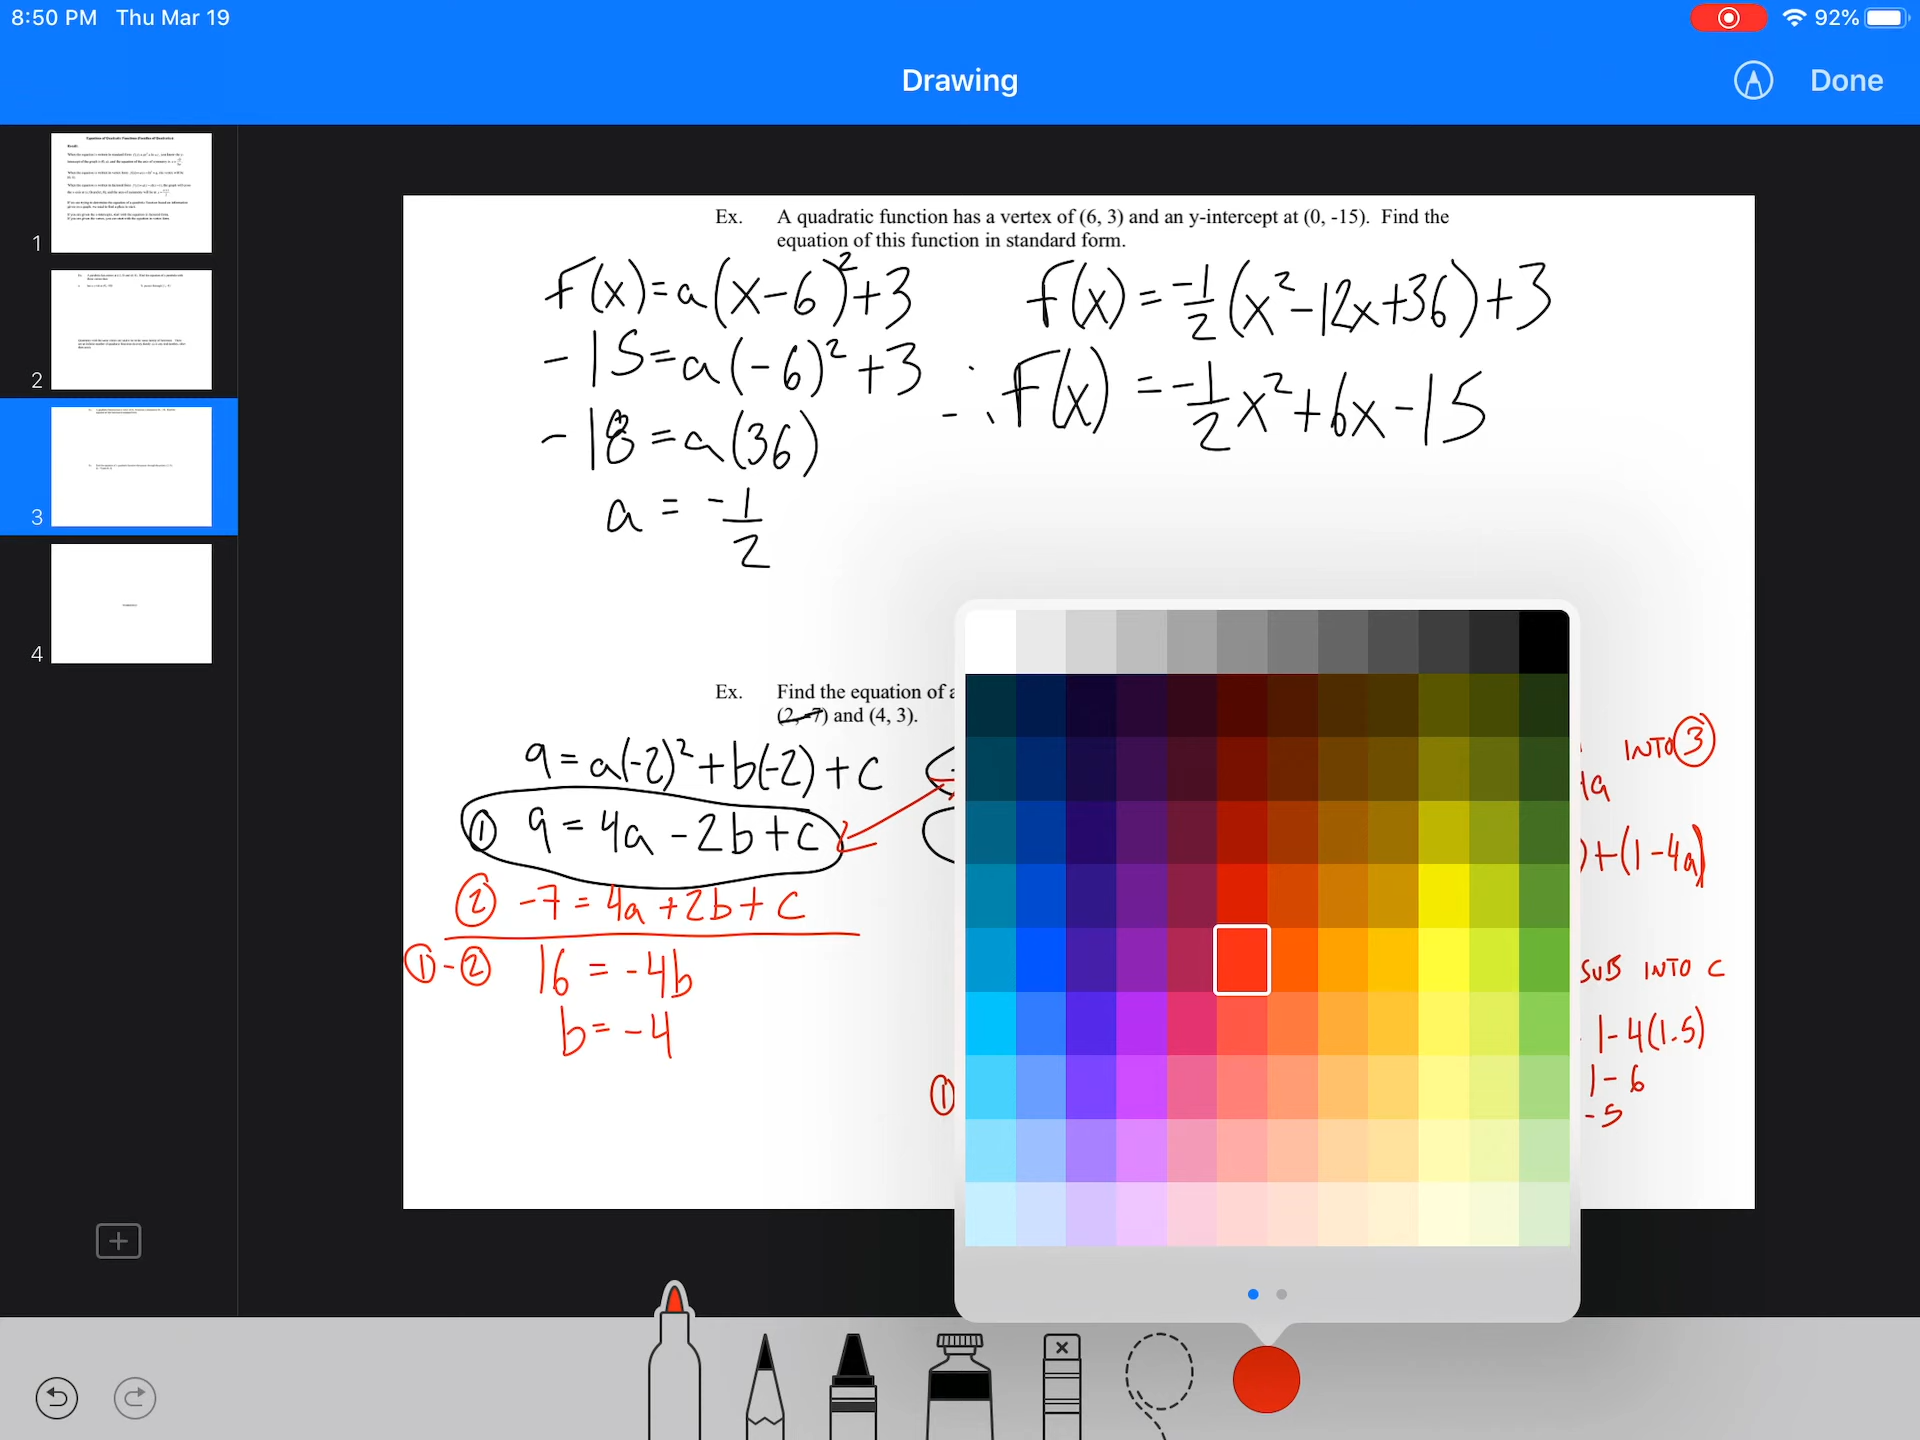 8:50 PM Thu Mar 19
92%
Drawing
Done
1
2
3
4
Ex. A quadratic function has a vertex of (6, 3) and an y-intercept at (0, -15). Find the
equation of this function in standard form.
f(x)=a(x-6)²+3
-15=a(-6)²+3
-18=a(36)
a = -1/2
f(x) = -1/2(x²-12x+36)+3
∴ f(x) = -1/2x²+6x-15
Ex. Find the equation of a
(2, -7) and (4, 3).
9=a(-2)²+b(-2)+c
① 9 = 4a -2b+c
② -7 = 4a +2b+c
①-② 16 = -4b
b= -4
①
INTO ③
)+(1-4a)
SUB INTO C
1-4(1.5)
1-6
-5